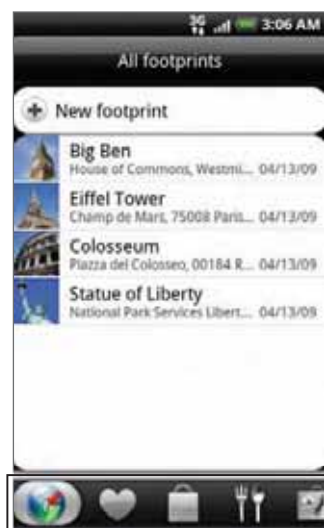 3G 3:06 AM
All footprints
New footprint
Big Ben
House of Commons, Westmi... 04/13/09
Eiffel Tower
Champ de Mars, 75008 Paris... 04/13/09
Colosseum
Piazza del Colosseo, 00184 R... 04/13/09
Statue of Liberty
National Park Services Libert... 04/13/09